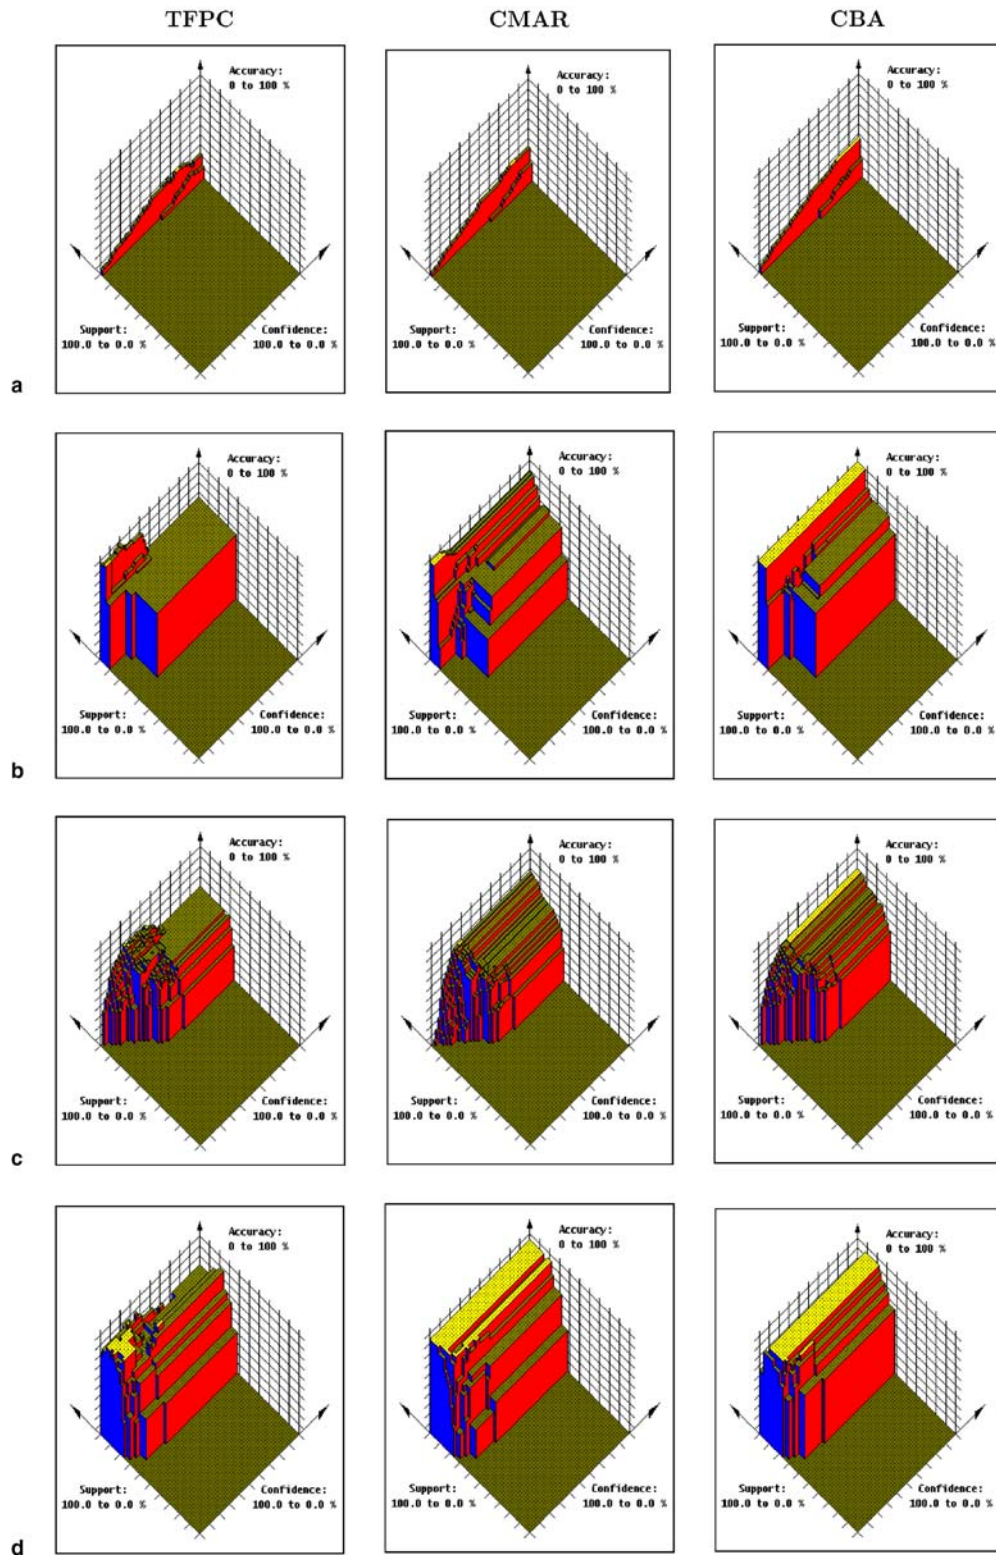 TFPC CMAR CBA
Accuracy: Accuracy: Accuracy:
0 to 100 % 0 to 100 % 0 to 100 %
Support: Confidence: Support: Confidence: Support: Confidence:
100.0 to 0.0 % 100.0 to 0.0 % 100.0 to 0.0 % 100.0 to 0.0 % 100.0 to 0.0 % 100.0 to 0.0 %
a
Accuracy: Accuracy: Accuracy:
0 to 100 % 0 to 100 % 0 to 100 %
Support: Confidence: Support: Confidence: Support: Confidence:
100.0 to 0.0 % 100.0 to 0.0 % 100.0 to 0.0 % 100.0 to 0.0 % 100.0 to 0.0 % 100.0 to 0.0 %
b
Accuracy: Accuracy: Accuracy:
0 to 100 % 0 to 100 % 0 to 100 %
Support: Confidence: Support: Confidence: Support: Confidence:
100.0 to 0.0 % 100.0 to 0.0 % 100.0 to 0.0 % 100.0 to 0.0 % 100.0 to 0.0 % 100.0 to 0.0 %
c
Accuracy: Accuracy: Accuracy:
0 to 100 % 0 to 100 % 0 to 100 %
Support: Confidence: Support: Confidence: Support: Confidence:
100.0 to 0.0 % 100.0 to 0.0 % 100.0 to 0.0 % 100.0 to 0.0 % 100.0 to 0.0 % 100.0 to 0.0 %
d